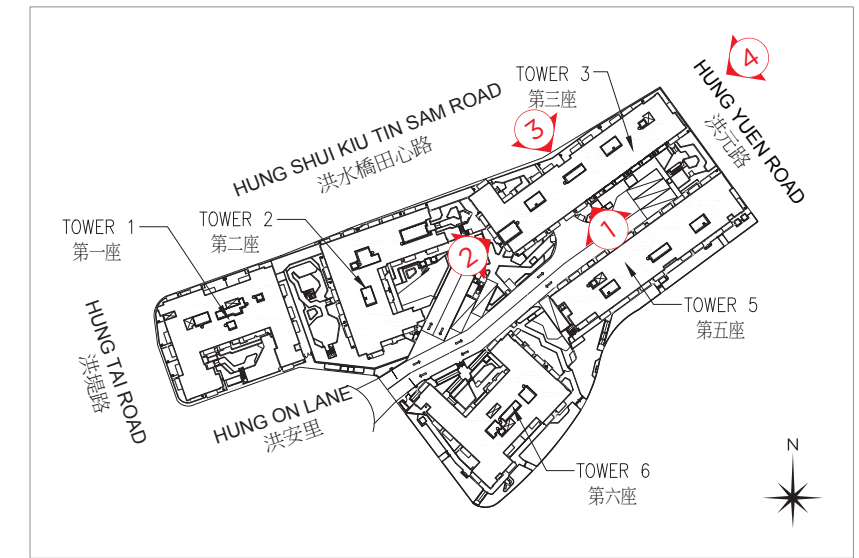 4
TOWER 3
第三座
HUNG YUEN ROAD
洪元路
3
HUNG SHUI KIU TIN SAM ROAD
洪水橋田心路
TOWER 2
第二座
TOWER 1
第一座
1
2
HUNG TAI ROAD
洪堤路
TOWER 5
第五座
HUNG ON LANE
洪安里
TOWER 6
第六座
N